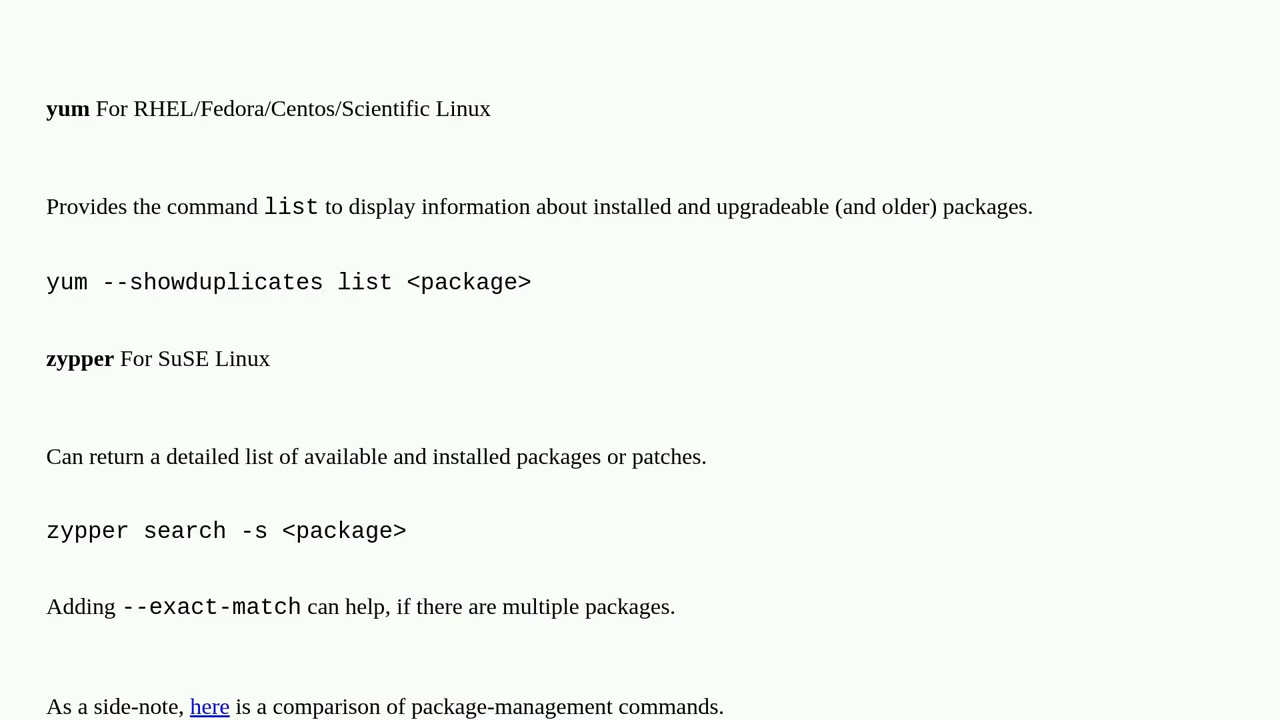 yum For RHEL/Fedora/Centos/Scientific Linux
Provides the command list to display information about installed and upgradeable (and older) packages.
yum --showduplicates list <package>
zypper For SuSE Linux
Can return a detailed list of available and installed packages or patches.
zypper search -s <package>
Adding --exact-match can help, if there are multiple packages.
As a side-note, here is a comparison of package-management commands.